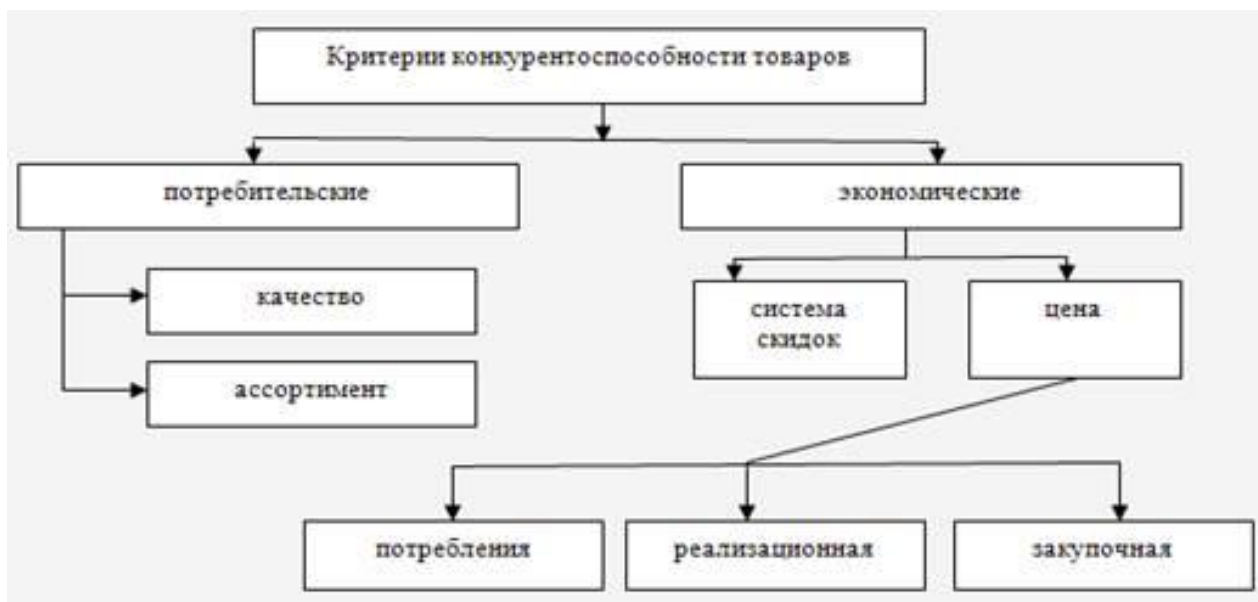 Критерии конкурентоспособности товаров
потребительские
экономические
качество
ассортимент
система
скидок
цена
потребления
реализационная
закупочная